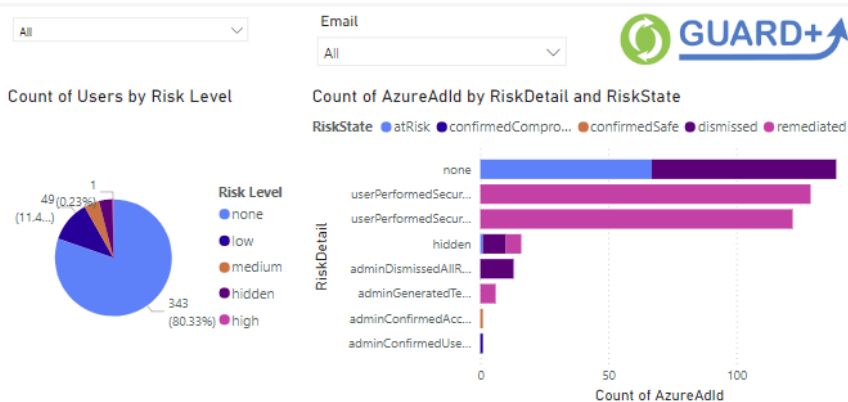 All
Email
All
GUARD+
Count of Users by Risk Level
Count of AzureAdId by RiskDetail and RiskState
RiskState atRisk confirmedCompro... confirmedSafe dismissed remediated
1
(0.23%)
49
(11.4...)
343
(80.33%)
Risk Level
none
low
medium
hidden
high
RiskDetail
none
userPerformedSecur...
userPerformedSecur...
hidden
adminDismissedAllR...
adminGeneratedTe...
adminConfirmedAcc...
adminConfirmedUse...
0 50 100
Count of AzureAdId